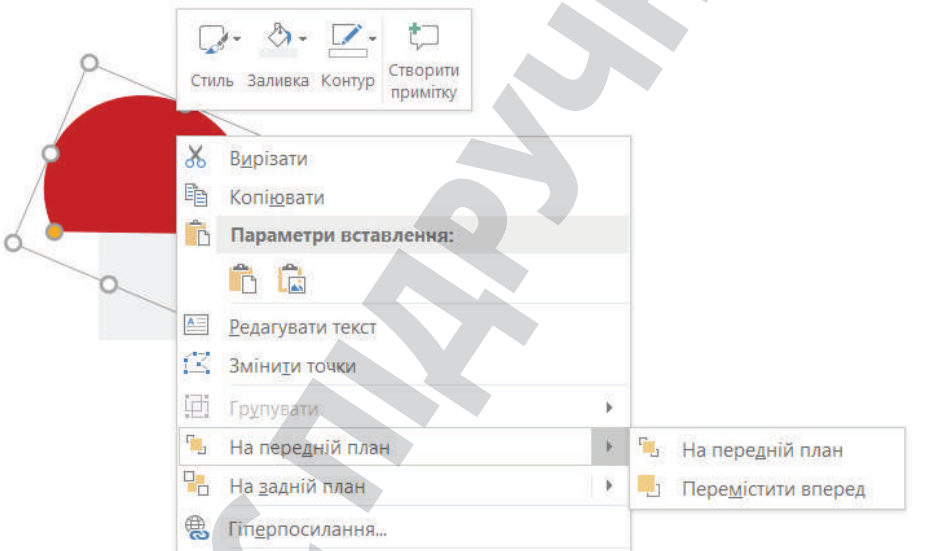 Стиль Заливка Контур Створити примітку
Вирізати
Копіювати
Параметри вставлення:
Редагувати текст
Змінити точки
Групувати
На передній план
На передній план
Перемістити вперед
На задній план
Гіперпосилання...
ПІДРУЧН